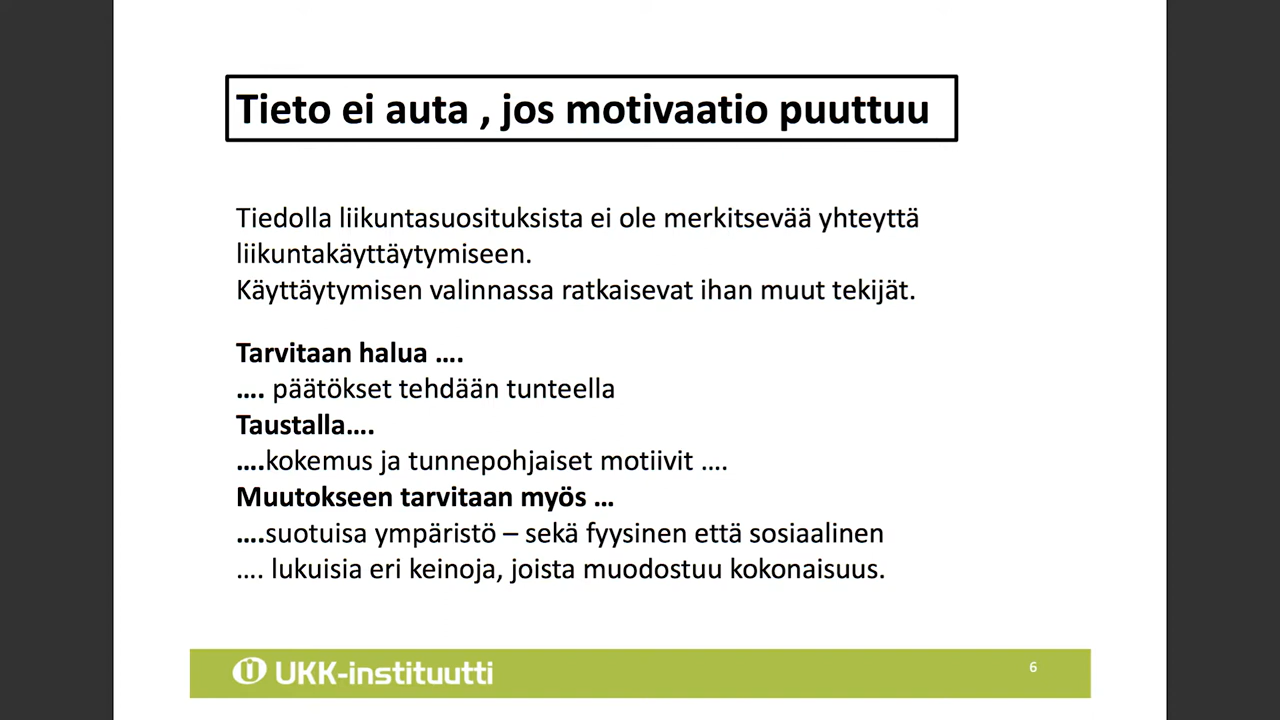 Tieto ei auta , jos motivaatio puuttuu
Tiedolla liikuntasuosituksista ei ole merkitsevää yhteyttä
liikuntakäyttäytymiseen.
Käyttäytymisen valinnassa ratkaisevat ihan muut tekijät.
Tarvitaan halua ….
…. päätökset tehdään tunteella
Taustalla….
….kokemus ja tunnepohjaiset motiivit ….
Muutokseen tarvitaan myös …
….suotuisa ympäristö – sekä fyysinen että sosiaalinen
…. lukuisia eri keinoja, joista muodostuu kokonaisuus.
UKK-instituutti
6